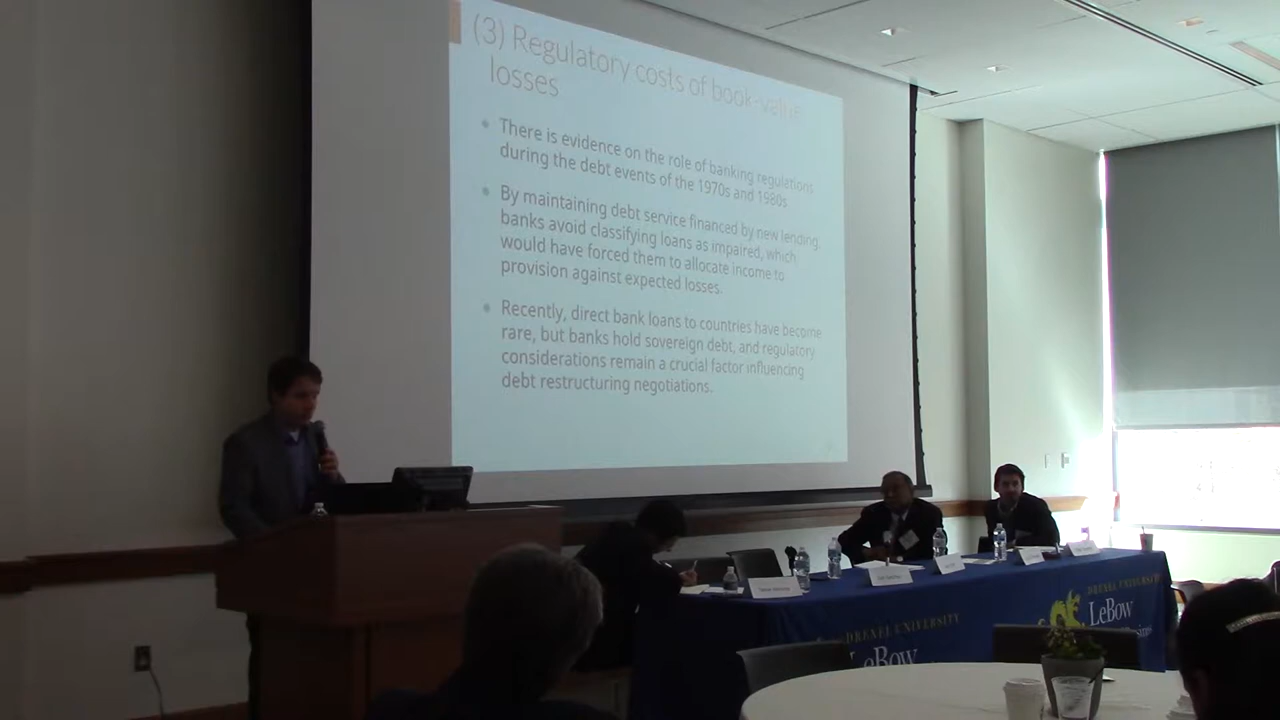 (3) Regulatory costs of book-value
losses
There is evidence on the role of banking regulations
during the debt events of the 1970s and 1980s
By maintaining debt service financed by new lending,
banks avoid classifying loans as impaired, which
would have forced them to allocate income to
provision against expected losses.
Recently, direct bank loans to countries have become
rare, but banks hold sovereign debt, and regulatory
considerations remain a crucial factor influencing
debt restructuring negotiations.
DREXEL UNIVERSITY
LeBow
DREXEL UNIVERSITY
LeBow